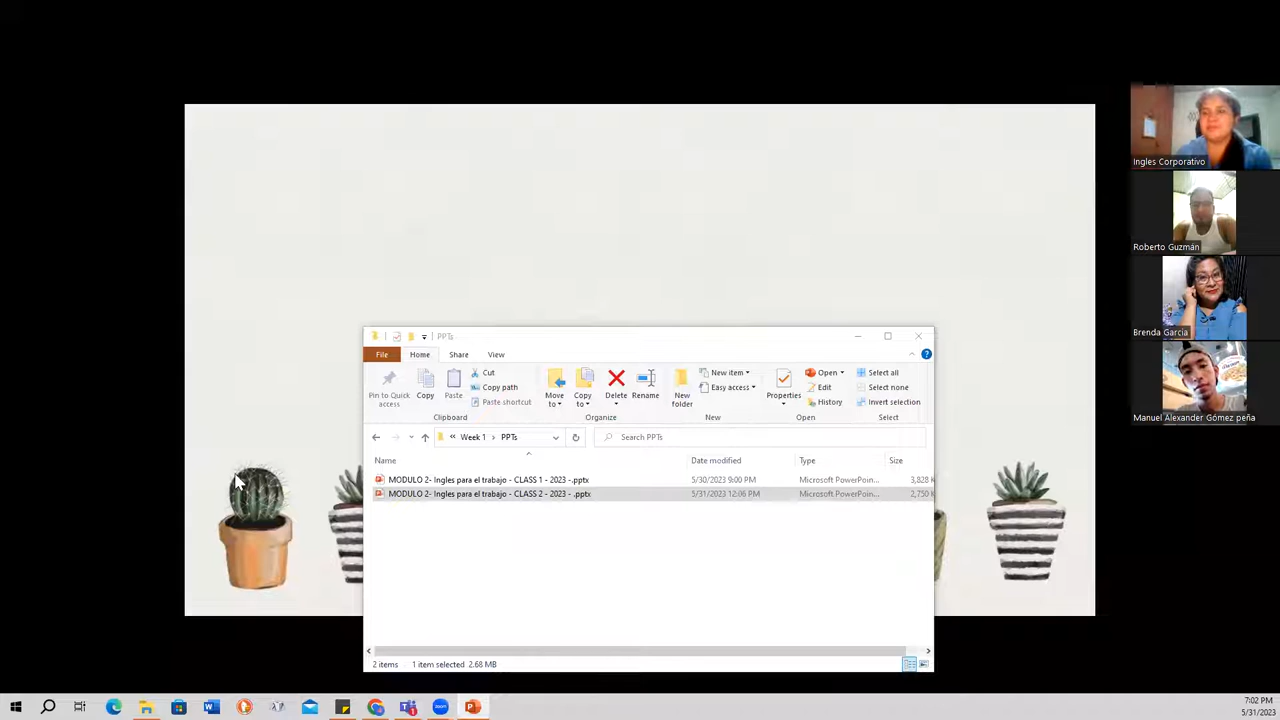 PPTs
File Home Share View
Pin to Quick access
Copy
Paste
Cut
Copy path
Paste shortcut
Clipboard
Move to
Copy to
Delete
Rename
Organize
New folder
New item
Easy access
New
Properties
Open
Edit
History
Open
Select all
Select none
Invert selection
Select
« Week 1 > PPTs
Search PPTs
Name Date modified Type Size
MODULO 2- Ingles para el trabajo - CLASS 1 - 2023 -.pptx 5/30/2023 9:00 PM Microsoft PowerPoin... 3,828 K
MODULO 2- Ingles para el trabajo - CLASS 2 - 2023 -.pptx 5/31/2023 12:06 PM Microsoft PowerPoin... 2,750 K
2 items 1 item selected 2.68 MB
Ingles Corporativo
Roberto Guzmán
Brenda Garcia
Manuel Alexander Gómez peña
7:02 PM
5/31/2023